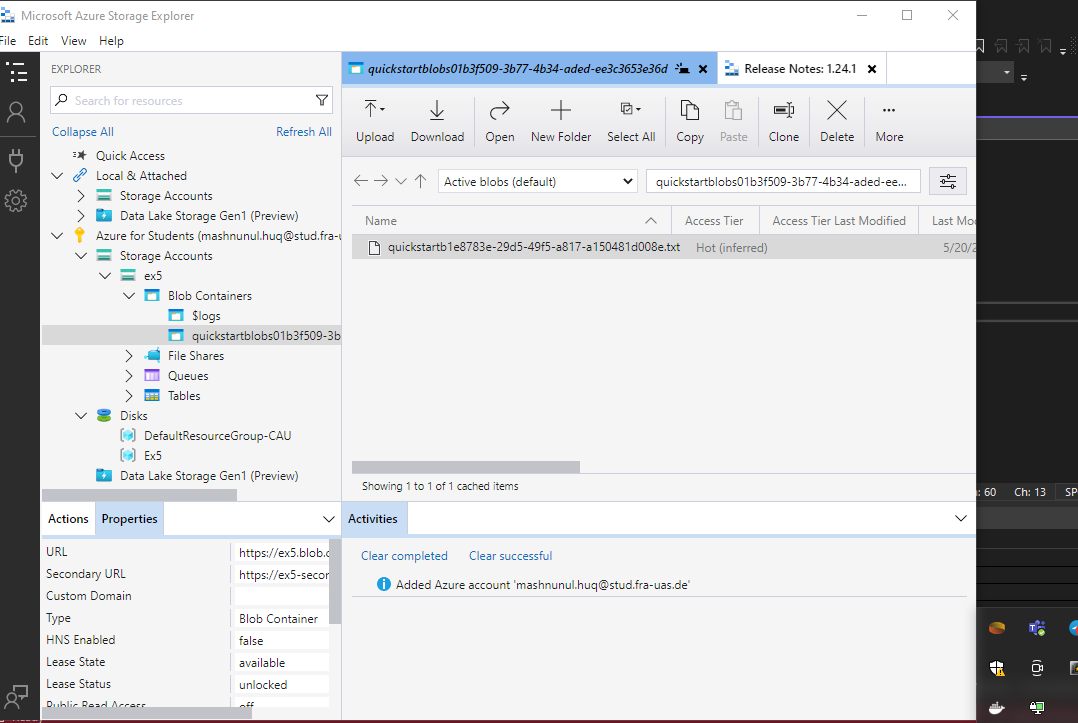 Microsoft Azure Storage Explorer
File Edit View Help
EXPLORER
Search for resources
Collapse All Refresh All
Quick Access
Local & Attached
Storage Accounts
Data Lake Storage Gen1 (Preview)
Azure for Students (mashnunul.huq@stud.fra-u
Storage Accounts
ex5
Blob Containers
$logs
quickstartblobs01b3f509-3b
File Shares
Queues
Tables
Disks
DefaultResourceGroup-CAU
Ex5
Data Lake Storage Gen1 (Preview)
Actions Properties
URL https://ex5.blob.c
Secondary URL https://ex5-secor
Custom Domain
Type Blob Container
HNS Enabled false
Lease State available
Lease Status unlocked
Public Read Access off
quickstartblobs01b3f509-3b77-4b34-aded-ee3c3653e36d
Release Notes: 1.24.1
Upload Download Open New Folder Select All Copy Paste Clone Delete More
Active blobs (default) quickstartblobs01b3f509-3b77-4b34-aded-ee...
Name Access Tier Access Tier Last Modified Last Mo
quickstartb1e8783e-29d5-49f5-a817-a150481d008e.txt Hot (inferred) 5/20/2
Showing 1 to 1 of 1 cached items
Activities
Clear completed Clear successful
Added Azure account 'mashnunul.huq@stud.fra-uas.de'
: 60 Ch: 13 SP